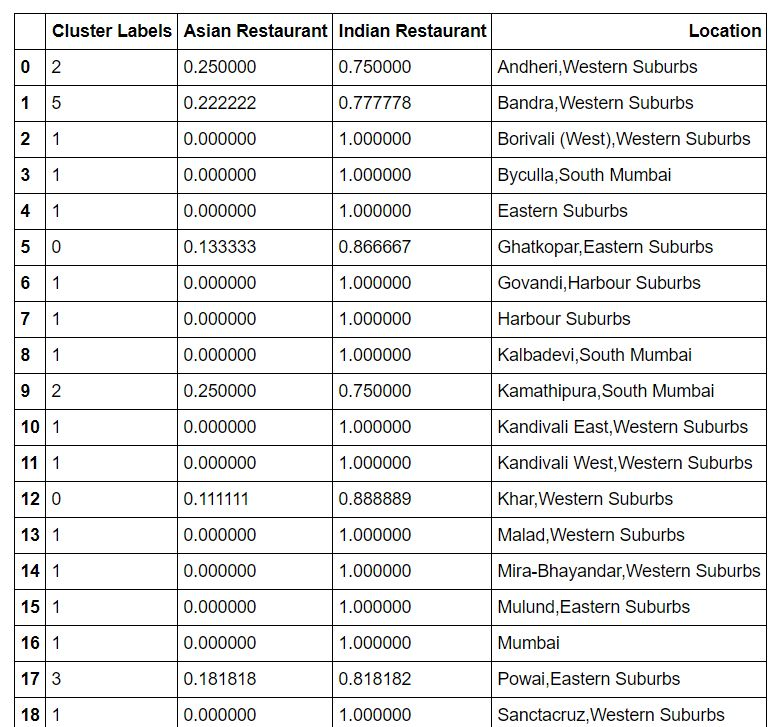 Cluster Labels Asian Restaurant Indian Restaurant Location
0 2 0.250000 0.750000 Andheri,Western Suburbs
1 5 0.222222 0.777778 Bandra,Western Suburbs
2 1 0.000000 1.000000 Borivali (West),Western Suburbs
3 1 0.000000 1.000000 Byculla,South Mumbai
4 1 0.000000 1.000000 Eastern Suburbs
5 0 0.133333 0.866667 Ghatkopar,Eastern Suburbs
6 1 0.000000 1.000000 Govandi,Harbour Suburbs
7 1 0.000000 1.000000 Harbour Suburbs
8 1 0.000000 1.000000 Kalbadevi,South Mumbai
9 2 0.250000 0.750000 Kamathipura,South Mumbai
10 1 0.000000 1.000000 Kandivali East,Western Suburbs
11 1 0.000000 1.000000 Kandivali West,Western Suburbs
12 0 0.111111 0.888889 Khar,Western Suburbs
13 1 0.000000 1.000000 Malad,Western Suburbs
14 1 0.000000 1.000000 Mira-Bhayandar,Western Suburbs
15 1 0.000000 1.000000 Mulund,Eastern Suburbs
16 1 0.000000 1.000000 Mumbai
17 3 0.181818 0.818182 Powai,Eastern Suburbs
18 1 0.000000 1.000000 Sanctacruz,Western Suburbs